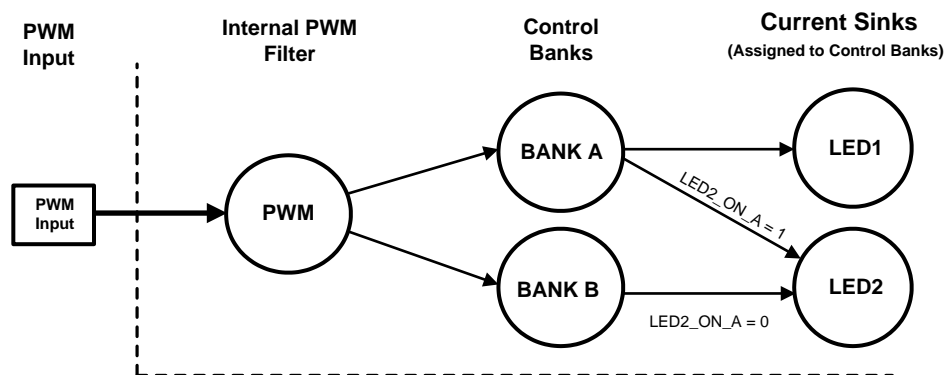 PWM
Input
Internal PWM
Filter
Control
Banks
Current Sinks
(Assigned to Control Banks)
PWM
Input
PWM
BANK A
BANK B
LED1
LED2
LED2_ON_A = 1
LED2_ON_A = 0